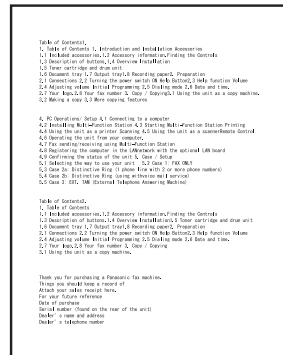 Table of Contents1.
1. Table of Contents 1. Introduction and Installation Accessories
1.1 Included accessories.1.2 Accessory information.Finding the Controls
1.3 Description of buttons.1.4 Overview Installation
1.5 Toner cartridge and drum unit
1.6 Document tray 1.7 Output tray1.8 Recording paper2. Preparation
2.1 Connections 2.2 Turning the power switch ON Help Button2.3 Help function Volume
2.4 Adjusting volume Initial Programming 2.5 Dialing mode 2.6 Date and time.
2.7 Your logo.2.8 Your fax number 3. Copy / Copying3.1 Using the unit as a copy machine.
3.2 Making a copy 3.3 More copying features
4. PC Operations/ Setup 4.1 Connecting to a computer
4.2 Installing Multi-Function Station 4.3 Starting Multi-Function Station Printing
4.4 Using the unit as a printer Scanning 4.5 Using the unit as a scannerRemote Control
4.6 Operating the unit from your computer.
4.7 Fax sending/receiving using Multi-Function Station
4.8 Registering the computer in the LANetwork with the optional LAN board
4.9 Confirming the status of the unit 5. Case / Setup
5.1 Selecting the way to use your unit 5.2 Case 1: FAX ONLY
5.3 Case 2a: Distinctive Ring (1 phone line with 2 or more phone numbers)
5.4 Case 2b: Distinctive Ring (using withvoice mail service)
5.5 Case 3: EXT. TAM (External Telephone Answering Machine)
Table of Contents2.
1. Table of Contents
1.1 Included accessories.1.2 Accessory information.Finding the Controls
1.3 Description of buttons.1.4 Overview Installation1.5 Toner cartridge and drum unit
1.6 Document tray 1.7 Output tray1.8 Recording paper2. Preparation
2.1 Connections 2.2 Turning the power switch ON Help Button2.3 Help function Volume
2.4 Adjusting volume Initial Programming 2.5 Dialing mode 2.6 Date and time.
2.7 Your logo.2.8 Your fax number 3. Copy / Copying
3.1 Using the unit as a copy machine.
Thank you for purchasing a Panasonic fax machine.
Things you should keep a record of
Attach your sales receipt here.
For your future reference
Date of purchase
Serial number (found on the rear of the unit)
Dealer's name and address
Dealer's telephone number